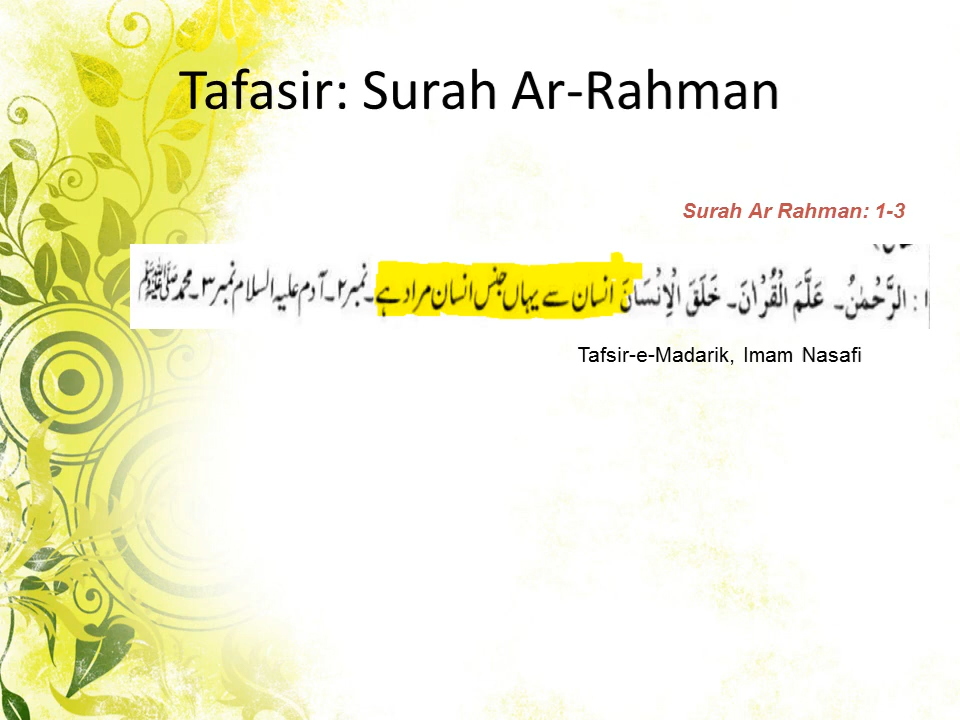 Tafasir: Surah Ar-Rahman
Surah Ar Rahman: 1-3
۱: الرَّحْمٰنُ۔ عَلَّمَ الْقُرْاٰنَ۔ خَلَقَ الْاِنْسَانَ انسان سے یہاں جنس انسان مراد ہے۔ نمبر۲۔ آدم علیہ السلام نمبر۳۔ محمد ﷺ
Tafsir-e-Madarik, Imam Nasafi